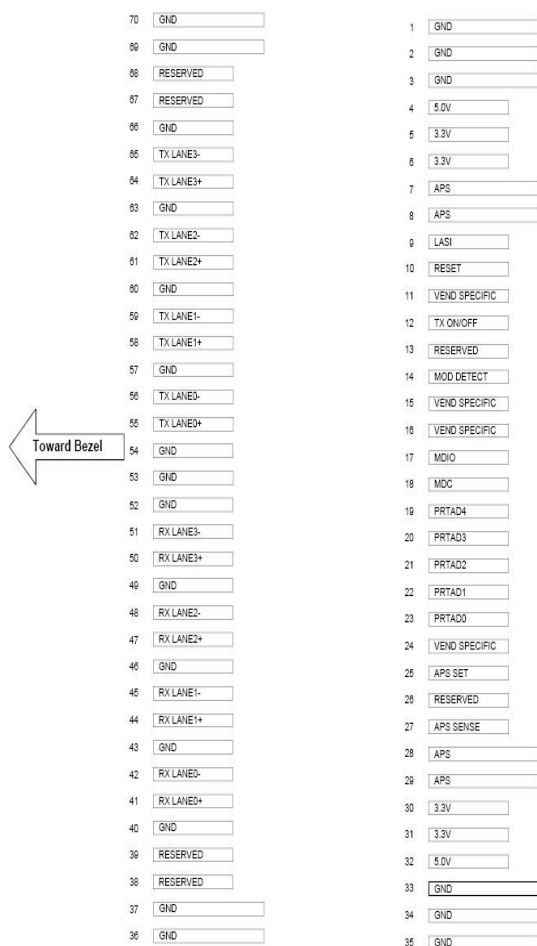 70 GND
69 GND
68 RESERVED
67 RESERVED
66 GND
65 TX LANE3-
64 TX LANE3+
63 GND
62 TX LANE2-
61 TX LANE2+
60 GND
59 TX LANE1-
58 TX LANE1+
57 GND
56 TX LANE0-
55 TX LANE0+
Toward Bezel
54 GND
53 GND
52 GND
51 RX LANE3-
50 RX LANE3+
49 GND
48 RX LANE2-
47 RX LANE2+
46 GND
45 RX LANE1-
44 RX LANE1+
43 GND
42 RX LANE0-
41 RX LANE0+
40 GND
39 RESERVED
38 RESERVED
37 GND
36 GND
1 GND
2 GND
3 GND
4 5.0V
5 3.3V
6 3.3V
7 APS
8 APS
9 LASI
10 RESET
11 VEND SPECIFIC
12 TX ON/OFF
13 RESERVED
14 MOD DETECT
15 VEND SPECIFIC
16 VEND SPECIFIC
17 MDIO
18 MDC
19 PRTAD4
20 PRTAD3
21 PRTAD2
22 PRTAD1
23 PRTAD0
24 VEND SPECIFIC
25 APS SET
26 RESERVED
27 APS SENSE
28 APS
29 APS
30 3.3V
31 3.3V
32 5.0V
33 GND
34 GND
35 GND